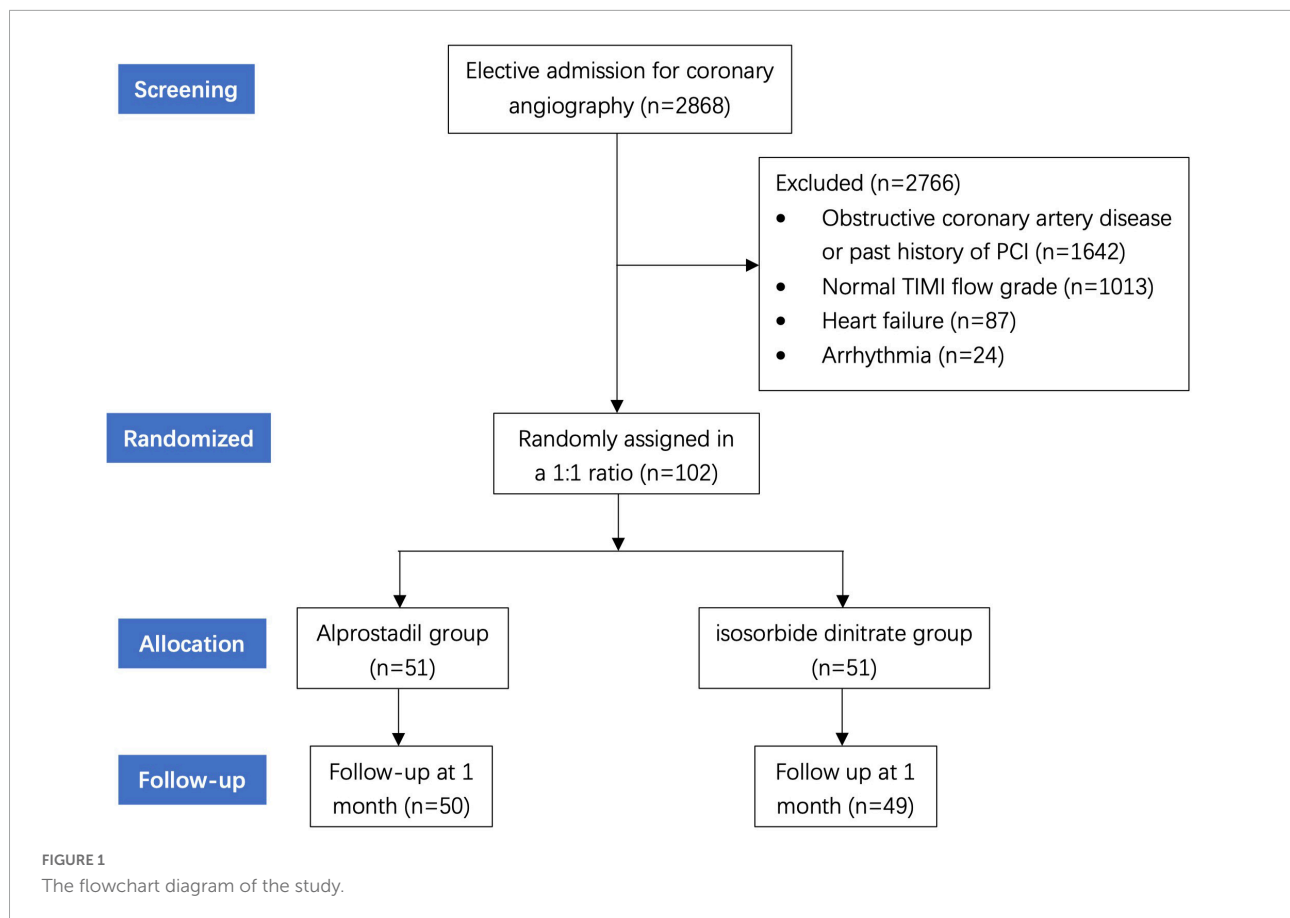 Screening
Elective admission for coronary
angiography (n=2868)
Excluded (n=2766)
• Obstructive coronary artery disease
or past history of PCI (n=1642)
• Normal TIMI flow grade (n=1013)
• Heart failure (n=87)
• Arrhythmia (n=24)
Randomized
Randomly assigned in
a 1:1 ratio (n=102)
Allocation
Alprostadil group
(n=51)
isosorbide dinitrate group
(n=51)
Follow-up
Follow-up at 1
month (n=50)
Follow up at 1
month (n=49)
FIGURE 1
The flowchart diagram of the study.